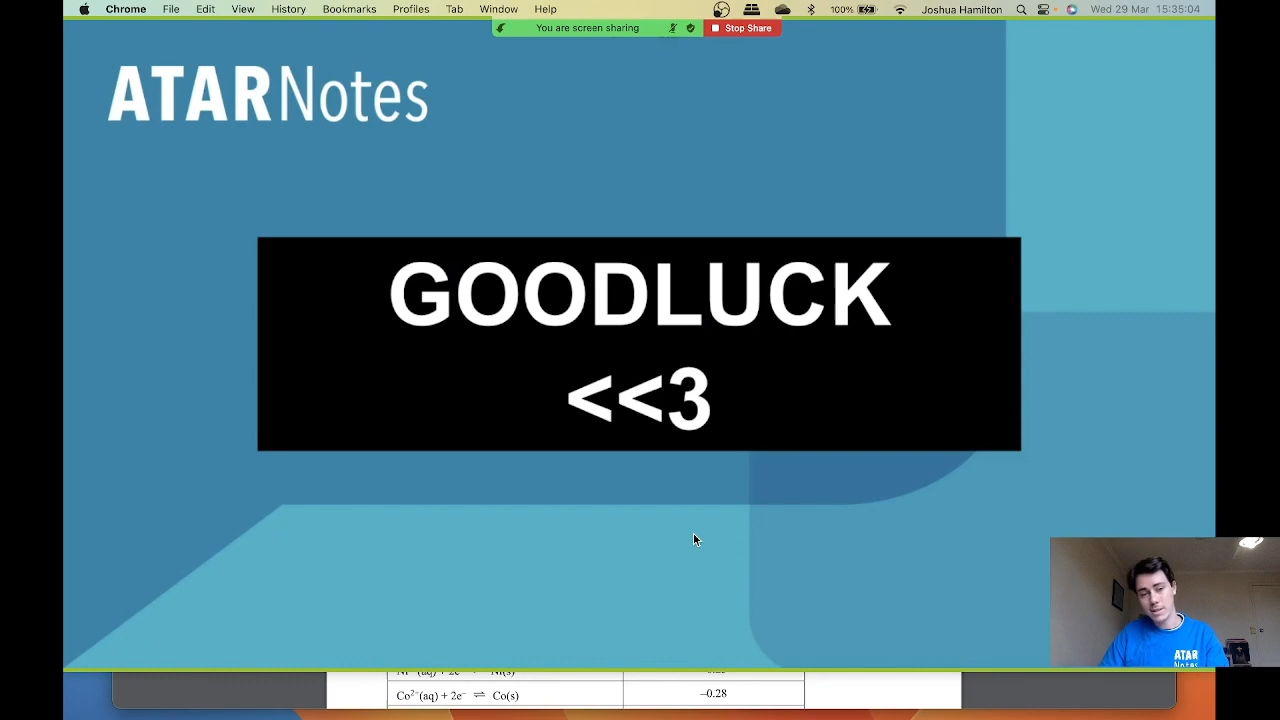 Chrome File Edit View History Bookmarks Profiles Tab Window Help 100% Joshua Hamilton Wed 29 Mar 15:35:04
You are screen sharing Stop Share
ATARNotes
GOODLUCK
<<3
ATAR
Notes
Co²⁺(aq) + 2e⁻ ⇌ Co(s) –0.28